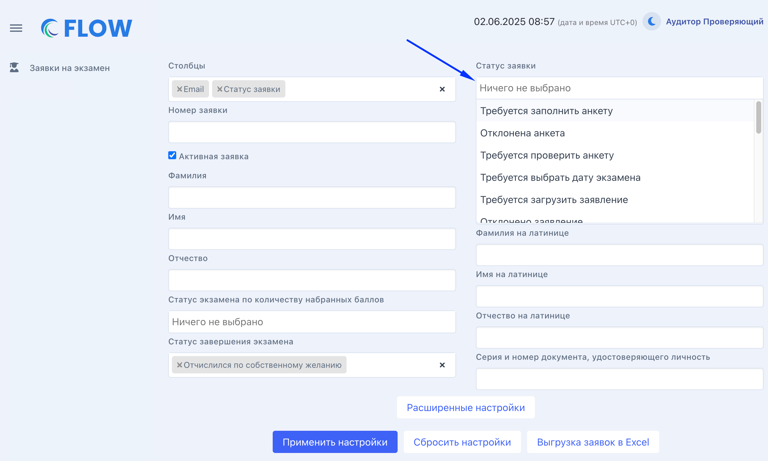 FLOW
02.06.2025 08:57 (дата и время UTC+0)
Аудитор Проверяющий
Заявки на экзамен
Столбцы
×Email ×Статус заявки ×
Номер заявки
Активная заявка
Фамилия
Имя
Отчество
Статус экзамена по количеству набранных баллов
Ничего не выбрано
Статус завершения экзамена
×Отчислился по собственному желанию ×
Статус заявки
Ничего не выбрано
Требуется заполнить анкету
Отклонена анкета
Требуется проверить анкету
Требуется выбрать дату экзамена
Требуется загрузить заявление
Отклонено заявление
Фамилия на латинице
Имя на латинице
Отчество на латинице
Серия и номер документа, удостоверяющего личность
Расширенные настройки
Применить настройки
Сбросить настройки
Выгрузка заявок в Excel